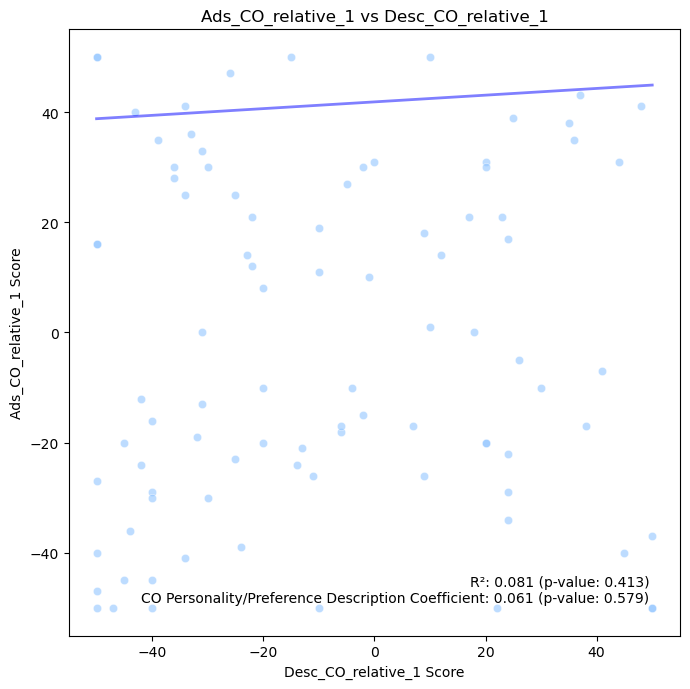 Ads_CO_relative_1 vs Desc_CO_relative_1
Ads_CO_relative_1 Score
40
20
0
−20
−40
R²: 0.081 (p-value: 0.413)
CO Personality/Preference Description Coefficient: 0.061 (p-value: 0.579)
−40 −20 0 20 40
Desc_CO_relative_1 Score